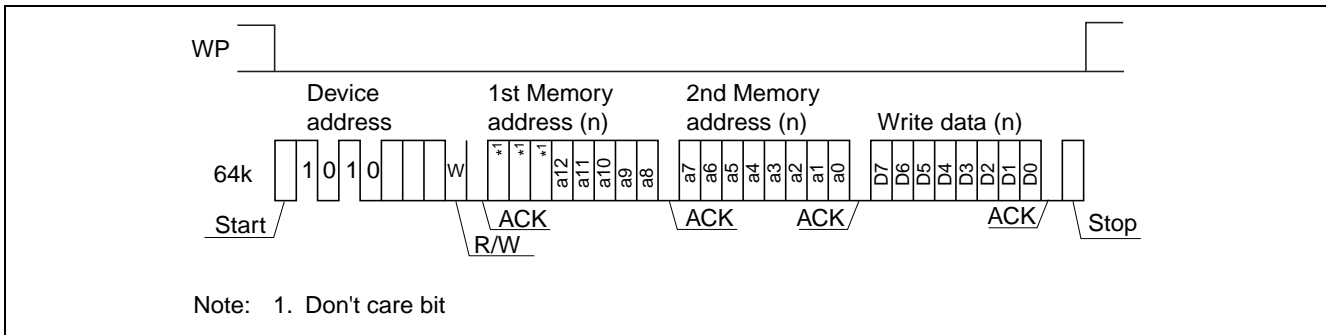 WP
Device address
1st Memory address (n)
2nd Memory address (n)
Write data (n)
64k
1 0 1 0 W *1 *1 *1 a12 a11 a10 a9 a8 a7 a6 a5 a4 a3 a2 a1 a0 D7 D6 D5 D4 D3 D2 D1 D0
Start ACK ACK ACK ACK Stop
R/W
Note: 1. Don't care bit